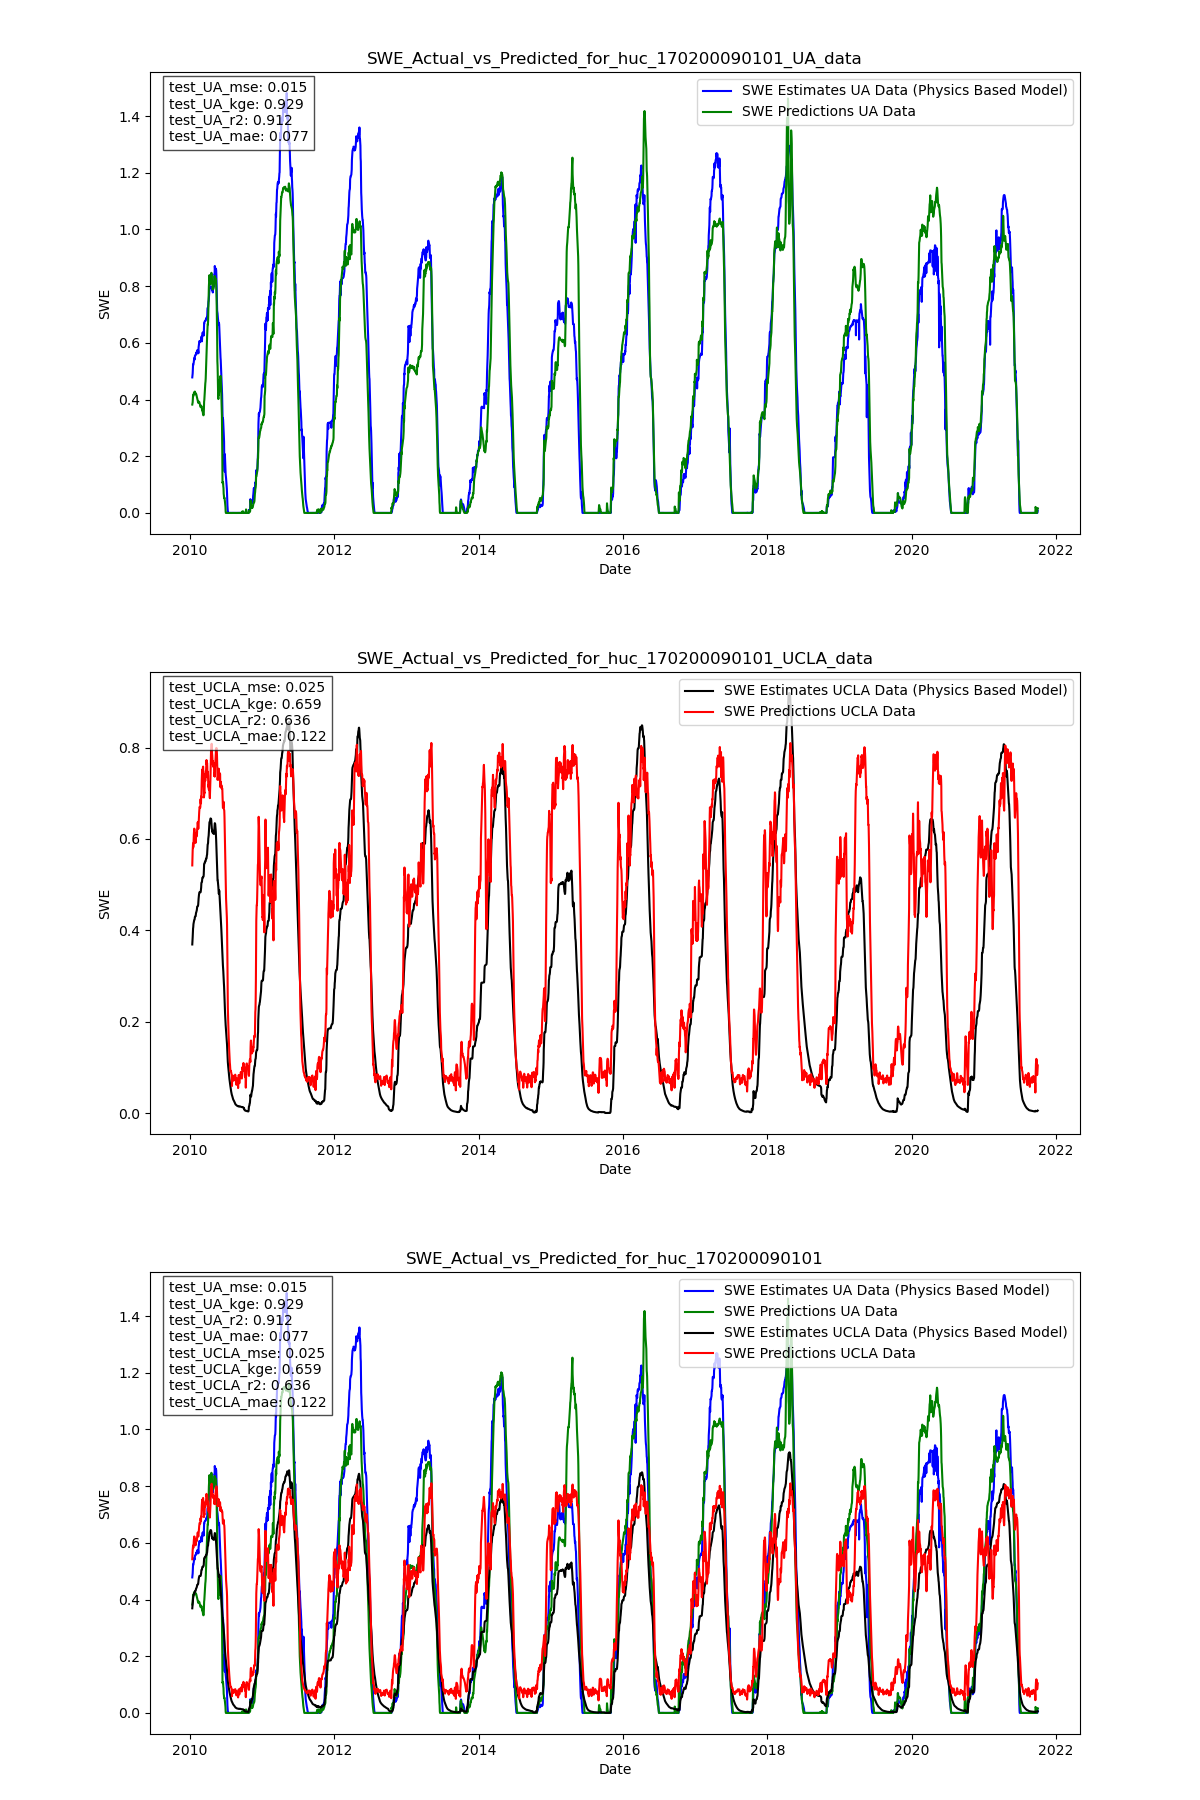 SWE_Actual_vs_Predicted_for_huc_170200090101_UA_data
test_UA_mse: 0.015
test_UA_kge: 0.929
test_UA_r2: 0.912
test_UA_mae: 0.077
SWE Estimates UA Data (Physics Based Model)
SWE Predictions UA Data
1.4
1.2
1.0
0.8
0.6
0.4
0.2
0.0
SWE
2010 2012 2014 2016 2018 2020 2022
Date
SWE_Actual_vs_Predicted_for_huc_170200090101_UCLA_data
test_UCLA_mse: 0.025
test_UCLA_kge: 0.659
test_UCLA_r2: 0.636
test_UCLA_mae: 0.122
SWE Estimates UCLA Data (Physics Based Model)
SWE Predictions UCLA Data
0.8
0.6
0.4
0.2
0.0
SWE
2010 2012 2014 2016 2018 2020 2022
Date
SWE_Actual_vs_Predicted_for_huc_170200090101
test_UA_mse: 0.015
test_UA_kge: 0.929
test_UA_r2: 0.912
test_UA_mae: 0.077
test_UCLA_mse: 0.025
test_UCLA_kge: 0.659
test_UCLA_r2: 0.636
test_UCLA_mae: 0.122
SWE Estimates UA Data (Physics Based Model)
SWE Predictions UA Data
SWE Estimates UCLA Data (Physics Based Model)
SWE Predictions UCLA Data
1.4
1.2
1.0
0.8
0.6
0.4
0.2
0.0
SWE
2010 2012 2014 2016 2018 2020 2022
Date